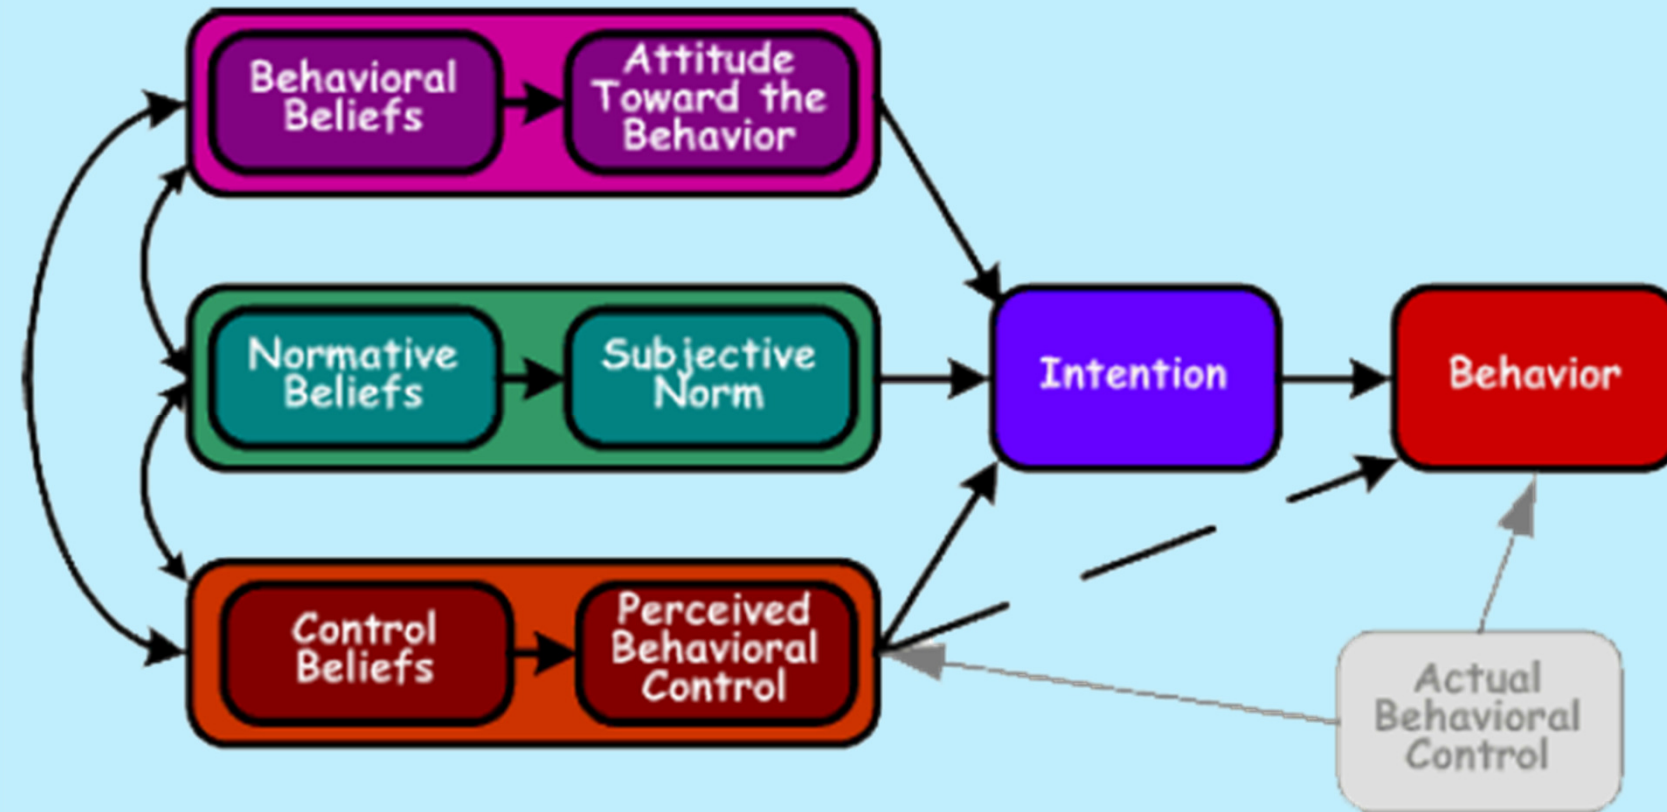 Behavioral
Beliefs
Attitude
Toward the
Behavior
Normative
Beliefs
Subjective
Norm
Intention
Behavior
Control
Beliefs
Perceived
Behavioral
Control
Actual
Behavioral
Control